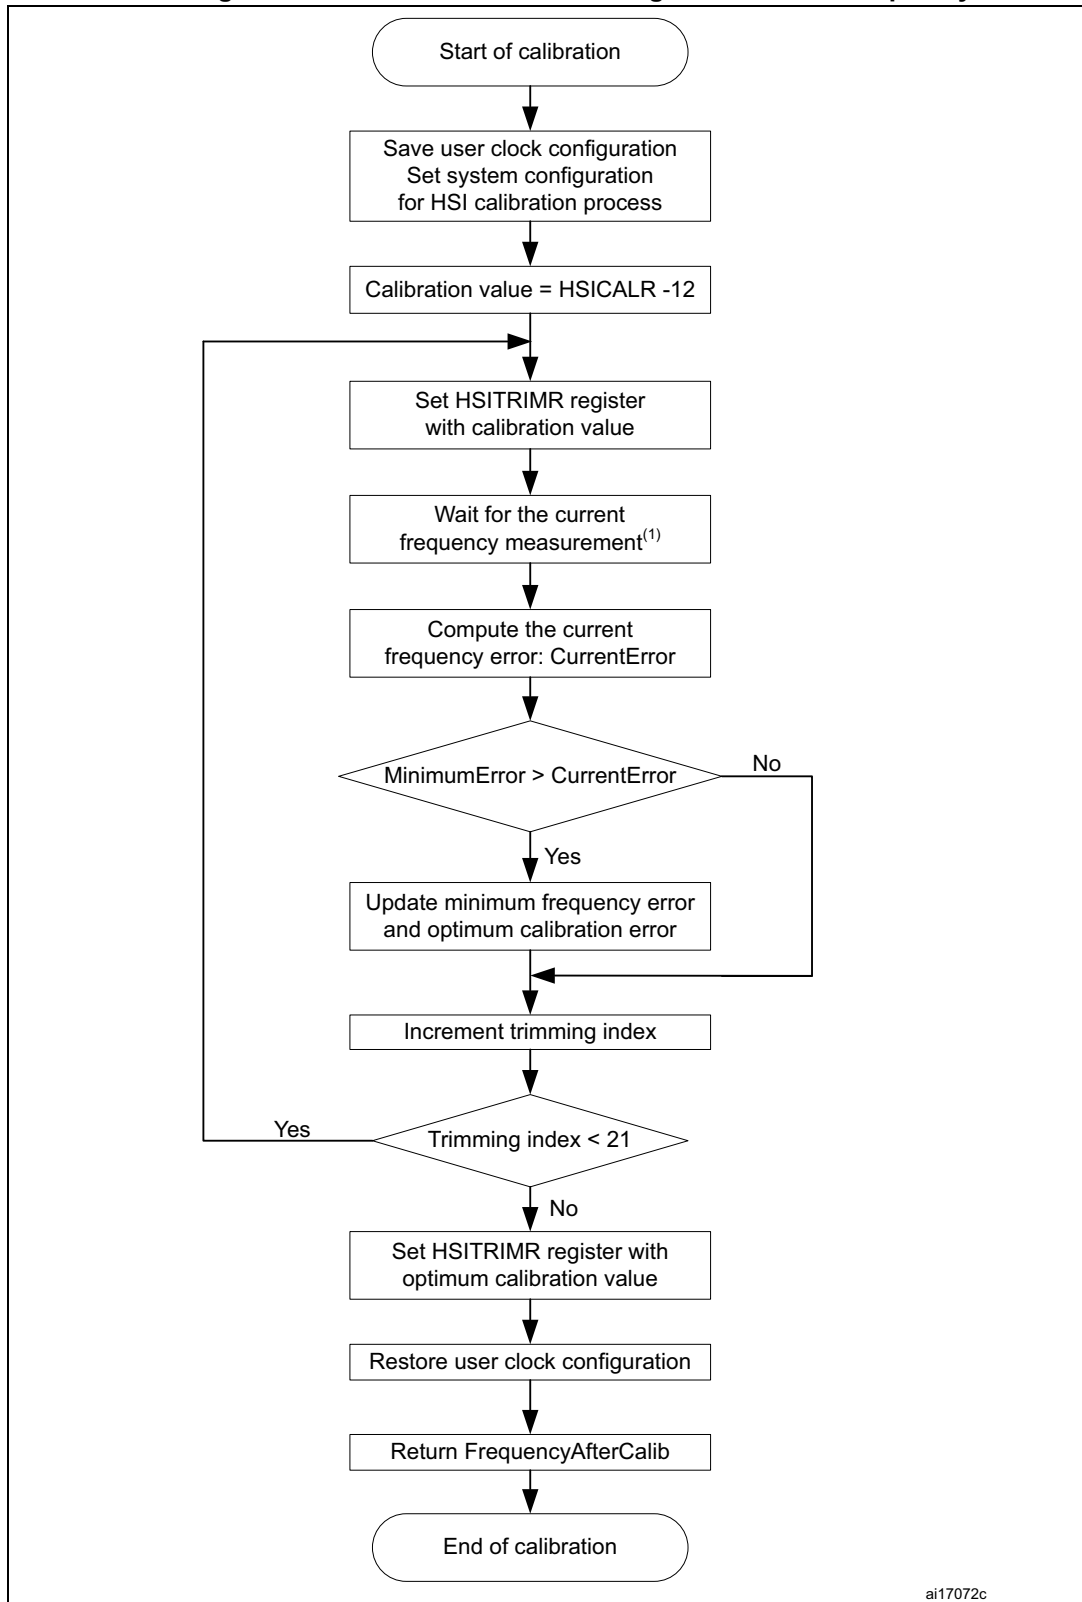 Start of calibration
Save user clock configuration
Set system configuration
for HSI calibration process
Calibration value = HSICALR -12
Set HSITRIMR register
with calibration value
Wait for the current
frequency measurement(1)
Compute the current
frequency error: CurrentError
MinimumError > CurrentError
No
Yes
Update minimum frequency error
and optimum calibration error
Increment trimming index
Yes
Trimming index < 21
No
Set HSITRIMR register with
optimum calibration value
Restore user clock configuration
Return FrequencyAfterCalib
End of calibration
ai17072c